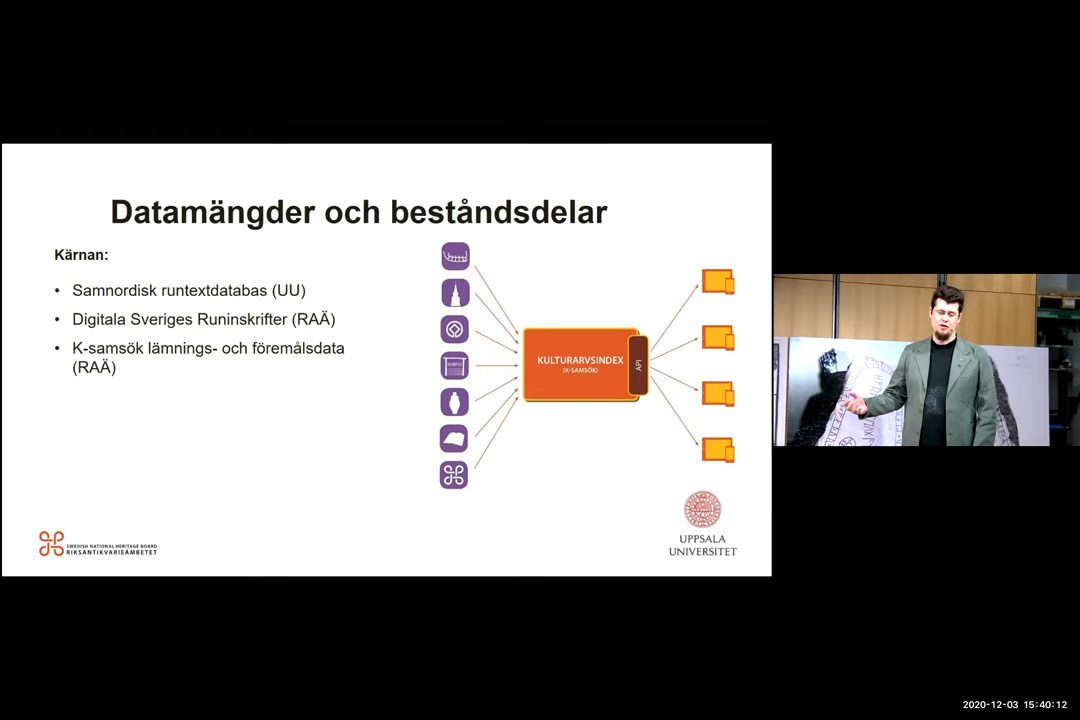 Datamängder och beståndsdelar
Kärnan:
• Samnordisk runtextdatabas (UU)
• Digitala Sveriges Runinskrifter (RAÄ)
• K-samsök lämnings- och föremålsdata
(RAÄ)
KULTURARVSINDEX
(K-SAMSÖK)
API
SWEDISH NATIONAL HERITAGE BOARD
RIKSANTIKVARIEÄMBETET
UPPSALA
UNIVERSITET
2020-12-03 15:40:12